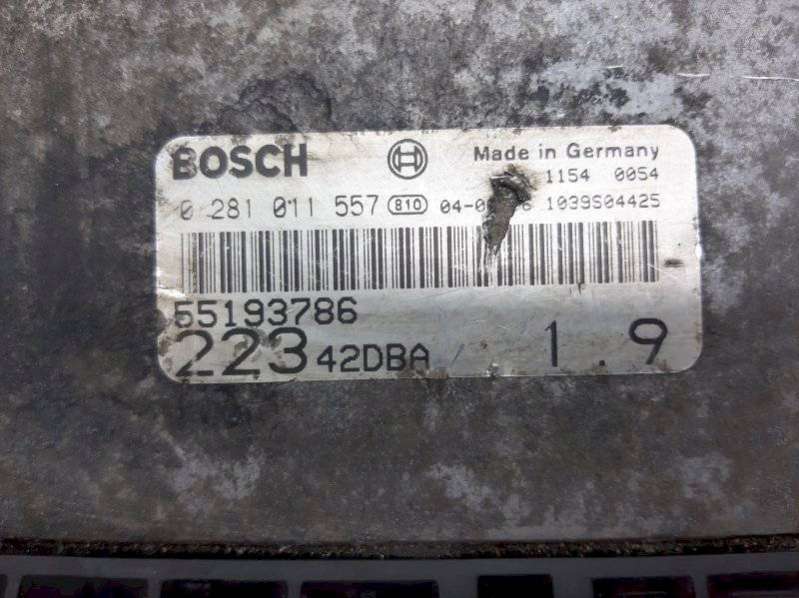 BOSCH Made in Germany
1154 0054
0 281 011 557 810 1039S04425
55193786
223 42DBA 1.9